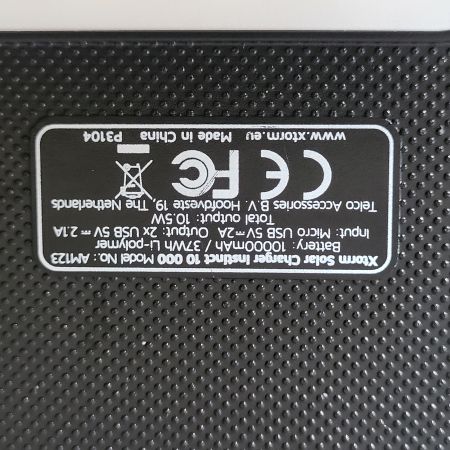 Xtorm Solar Charger Instinct 10 000 Model No.: AM123
Battery: 10000mAh / 37Wh Li-polymer
Input: Micro USB 5V⎓2A Output: 2x USB 5V⎓ 2.1A
Total output: 10.5W
Telco Accessories B.V. Hoofdveste 19, The Netherlands
CE FC
www.xtorm.eu Made in China P3104